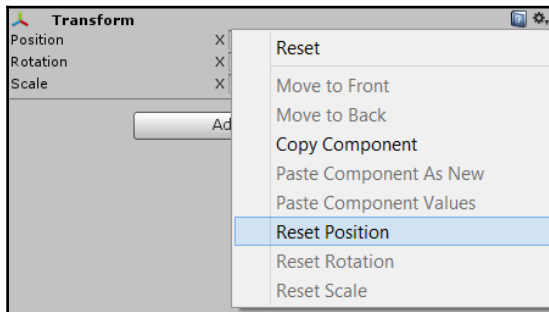 Transform
Position X
Rotation X
Scale X
Ad
Reset
Move to Front
Move to Back
Copy Component
Paste Component As New
Paste Component Values
Reset Position
Reset Rotation
Reset Scale